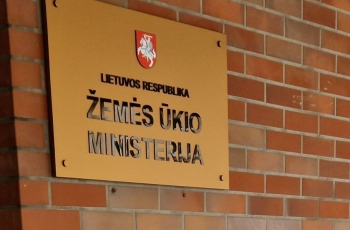 LIETUVOS RESPUBLIKA
ŽEMĖS ŪKIO
MINISTERIJA